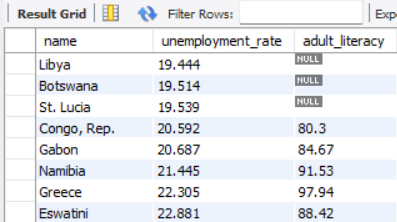 Result Grid Filter Rows: Exp
name unemployment_rate adult_literacy
Libya 19.444 NULL
Botswana 19.514 NULL
St. Lucia 19.539 NULL
Congo, Rep. 20.592 80.3
Gabon 20.687 84.67
Namibia 21.445 91.53
Greece 22.305 97.94
Eswatini 22.881 88.42